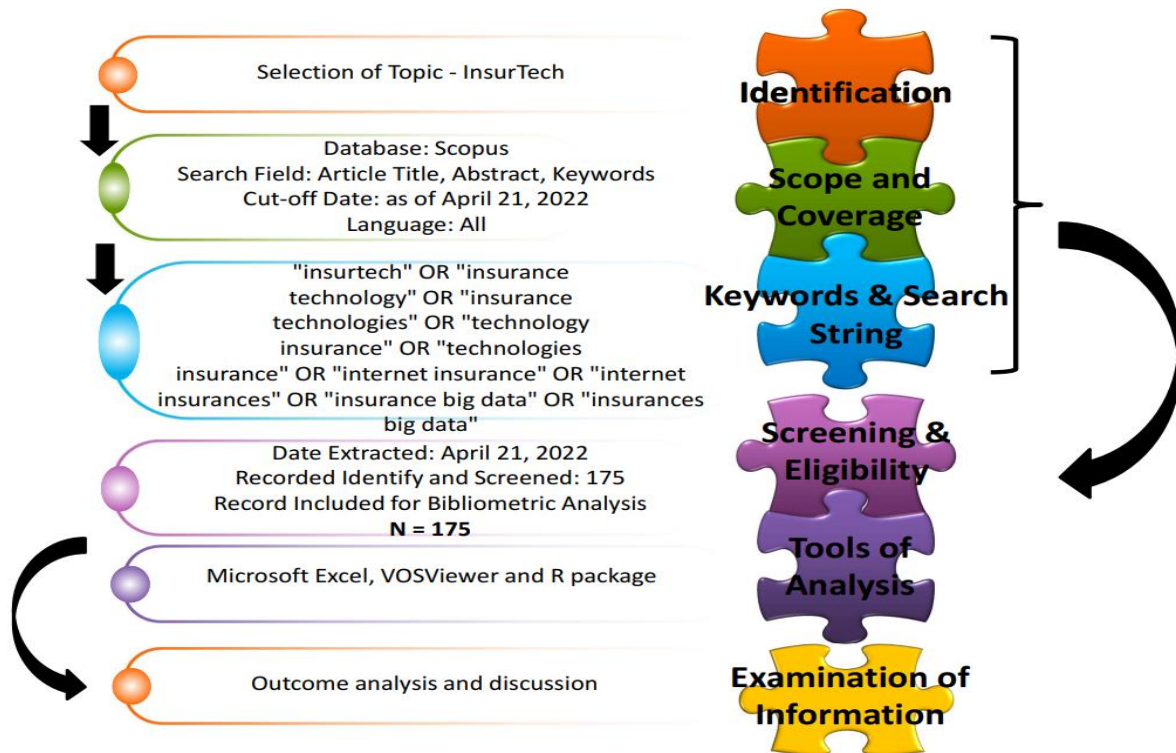 Selection of Topic - InsurTech
Identification
Database: Scopus
Search Field: Article Title, Abstract, Keywords
Cut-off Date: as of April 21, 2022
Language: All
Scope and
Coverage
"insurtech" OR "insurance
technology" OR "insurance
technologies" OR "technology
insurance" OR "technologies
insurance" OR "internet insurance" OR "internet
insurances" OR "insurance big data" OR "insurances
big data"
Keywords & Search
String
Date Extracted: April 21, 2022
Recorded Identify and Screened: 175
Record Included for Bibliometric Analysis
N = 175
Screening &
Eligibility
Microsoft Excel, VOSViewer and R package
Tools of
Analysis
Outcome analysis and discussion
Examination of
Information